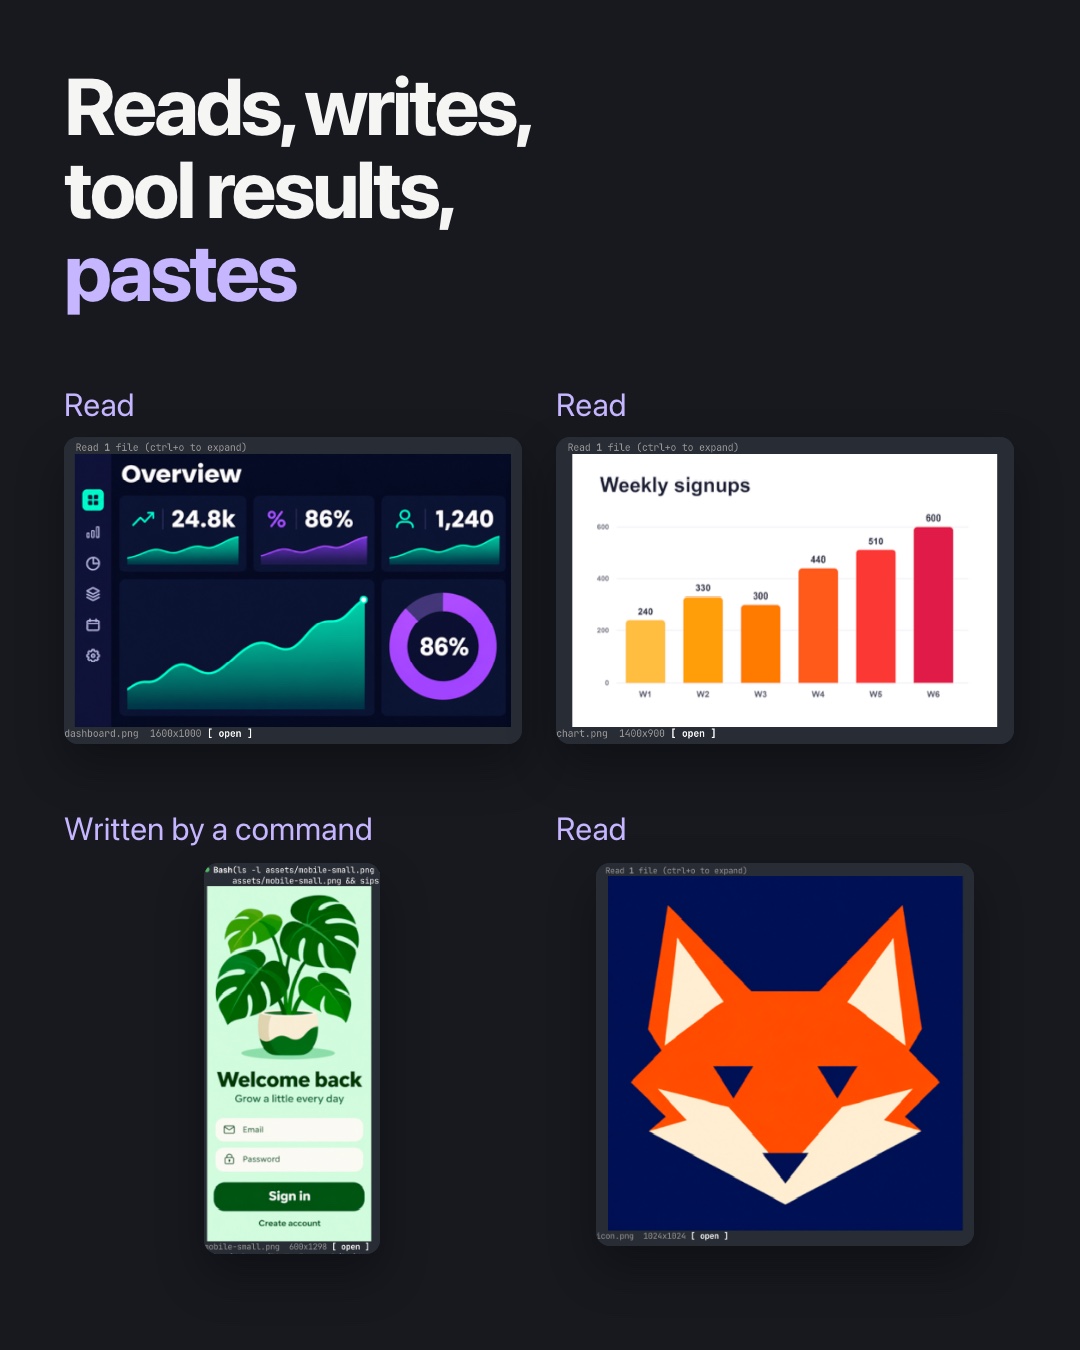 Reads, writes,
tool results,
pastes
Read
Read 1 file (ctrl+o to expand)
Overview
24.8k
% 86%
1,240
86%
dashboard.png 1600x1000 [ open ]
Read
Read 1 file (ctrl+o to expand)
Weekly signups
600
400
200
0
240
330
300
440
510
600
W1 W2 W3 W4 W5 W6
chart.png 1400x900 [ open ]
Written by a command
Bash(ls -l assets/mobile-small.png
assets/mobile-small.png && sips
Welcome back
Grow a little every day
Email
Password
Sign in
Create account
mobile-small.png 600x1298 [ open ]
Read
Read 1 file (ctrl+o to expand)
icon.png 1024x1024 [ open ]